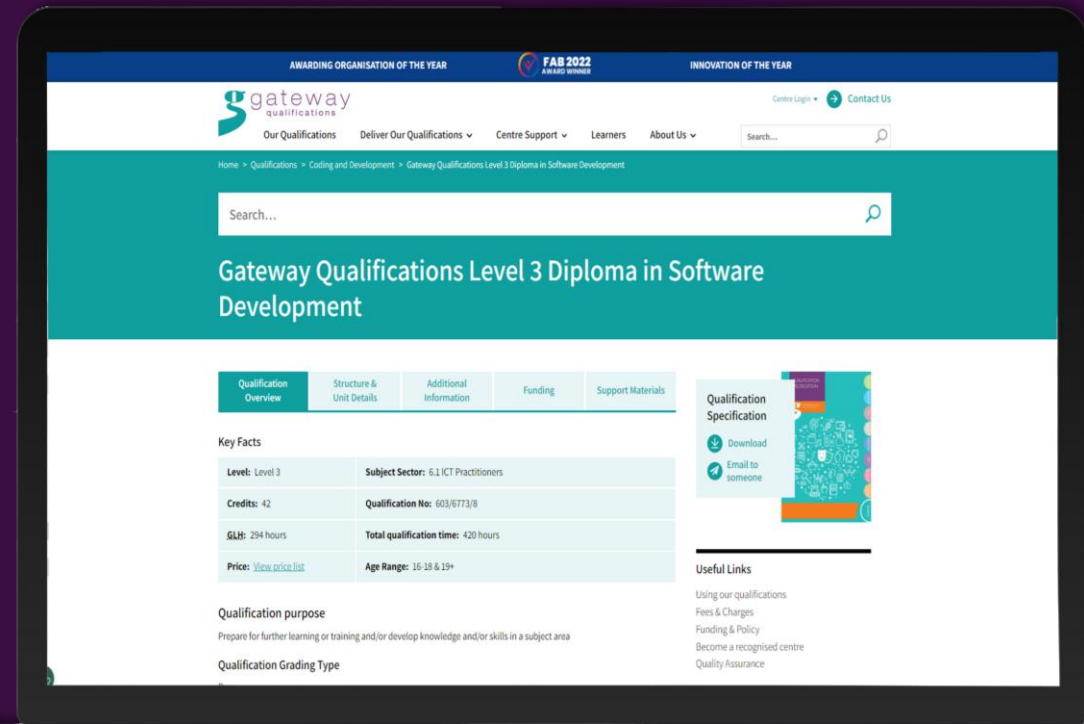 AWARDING ORGANISATION OF THE YEAR
FAB 2022
AWARD WINNER
INNOVATION OF THE YEAR
gateway
qualifications
Centre Login
Contact Us
Our Qualifications
Deliver Our Qualifications
Centre Support
Learners
About Us
Search...
Home > Qualifications > Coding and Development > Gateway Qualifications Level 3 Diploma in Software Development
Search...
Gateway Qualifications Level 3 Diploma in Software
Development
Qualification
Overview
Structure &
Unit Details
Additional
Information
Funding
Support Materials
Key Facts
Level: Level 3
Subject Sector: 6.1 ICT Practitioners
Credits: 42
Qualification No: 603/6773/8
GLH: 294 hours
Total qualification time: 420 hours
Price: View price list
Age Range: 16-18 & 19+
Qualification purpose
Prepare for further learning or training and/or develop knowledge and/or skills in a subject area
Qualification Grading Type
Qualification
Specification
Download
Email to
someone
Useful Links
Using our qualifications
Fees & Charges
Funding & Policy
Become a recognised centre
Quality Assurance